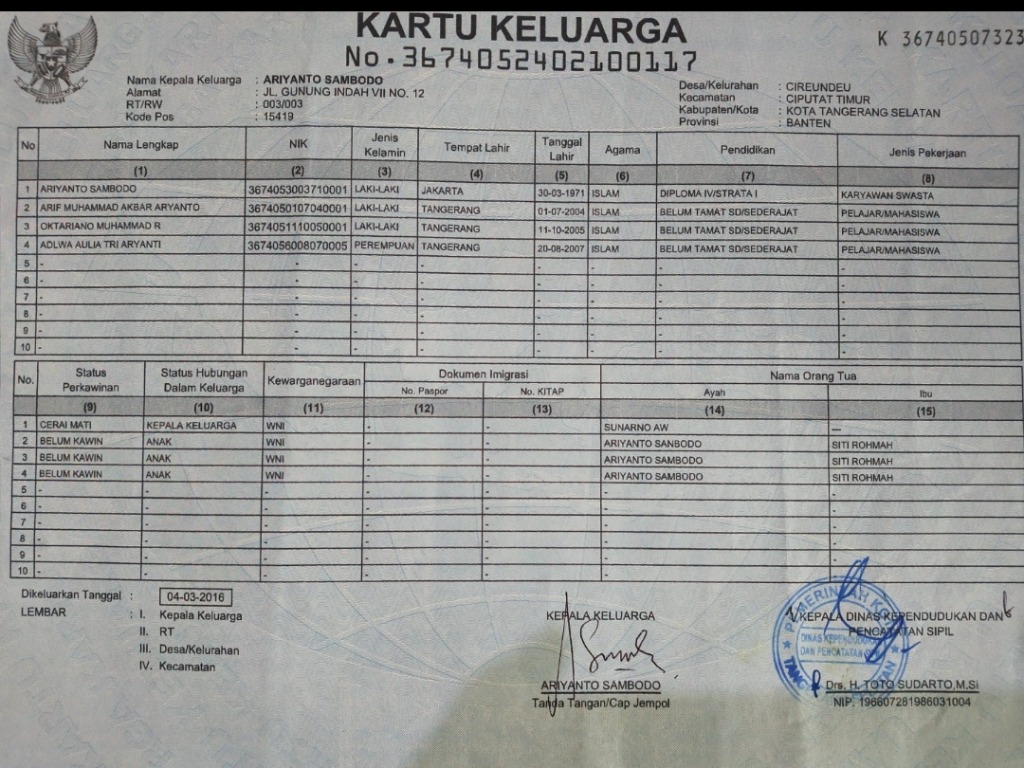 KARTU KELUARGA
No. 3674052402100117
K 36740507323
Nama Kepala Keluarga : ARIYANTO SAMBODO
Alamat : JL. GUNUNG INDAH VII NO. 12
RT/RW : 003/003
Kode Pos : 15419
Desa/Kelurahan : CIREUNDEU
Kecamatan : CIPUTAT TIMUR
Kabupaten/Kota : KOTA TANGERANG SELATAN
Provinsi : BANTEN
No Nama Lengkap NIK Jenis Kelamin Tempat Lahir Tanggal Lahir Agama Pendidikan Jenis Pekerjaan
(1) (2) (3) (4) (5) (6) (7) (8)
1 ARIYANTO SAMBODO 3674053003710001 LAKI-LAKI JAKARTA 30-03-1971 ISLAM DIPLOMA IV/STRATA I KARYAWAN SWASTA
2 ARIF MUHAMMAD AKBAR ARYANTO 3674050107040001 LAKI-LAKI TANGERANG 01-07-2004 ISLAM BELUM TAMAT SD/SEDERAJAT PELAJAR/MAHASISWA
3 OKTARIANO MUHAMMAD R 3674051110050001 LAKI-LAKI TANGERANG 11-10-2005 ISLAM BELUM TAMAT SD/SEDERAJAT PELAJAR/MAHASISWA
4 ADLWA AULIA TRI ARYANTI 3674056008070005 PEREMPUAN TANGERANG 20-08-2007 ISLAM BELUM TAMAT SD/SEDERAJAT PELAJAR/MAHASISWA
5 - - - - - - - -
6 - - - - - - - -
7 - - - - - - - -
8 - - - - - - - -
9 - - - - - - - -
10 - - - - - - - -
No. Status Perkawinan Status Hubungan Dalam Keluarga Kewarganegaraan Dokumen Imigrasi Nama Orang Tua
No. Paspor No. KITAP Ayah Ibu
(9) (10) (11) (12) (13) (14) (15)
1 CERAI MATI KEPALA KELUARGA WNI - - SUNARNO AW ---
2 BELUM KAWIN ANAK WNI - - ARIYANTO SANBODO SITI ROHMAH
3 BELUM KAWIN ANAK WNI - - ARIYANTO SAMBODO SITI ROHMAH
4 BELUM KAWIN ANAK WNI - - ARIYANTO SAMBODO SITI ROHMAH
5 - - - - - - -
6 - - - - - - -
7 - - - - - - -
8 - - - - - - -
9 - - - - - - -
10 - - - - - - -
Dikeluarkan Tanggal : 04-03-2016
LEMBAR : I. Kepala Keluarga
II. RT
III. Desa/Kelurahan
IV. Kecamatan
KEPALA KELUARGA
ARIYANTO SAMBODO
Tanda Tangan/Cap Jempol
KEPALA DINAS KEPENDUDUKAN DAN
PENCATATAN SIPIL
PEMERINTAH KOTA
DINAS KEPENDUDUKAN
DAN PENCATATAN SIPIL
Drs. H. TOTO SUDARTO,M,Si
NIP. 196607281986031004